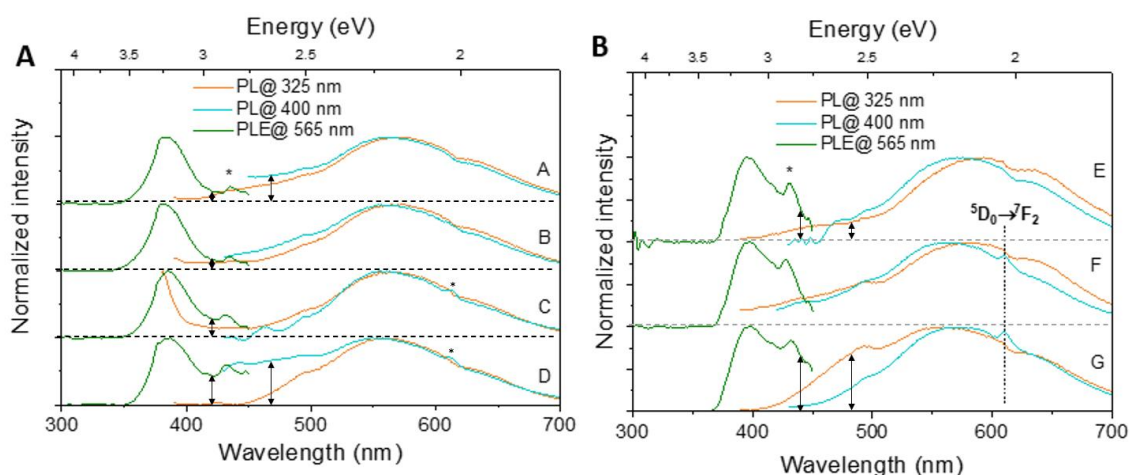 Energy (eV)
A
4 3.5 3 2.5 2
PL@ 325 nm
PL@ 400 nm
PLE@ 565 nm
Normalized intensity
*
A
B
*
C
*
D
300 400 500 600 700
Wavelength (nm)
Energy (eV)
B
4 3.5 3 2.5 2
PL@ 325 nm
PL@ 400 nm
PLE@ 565 nm
Normalized intensity
*
E
⁵D₀→⁷F₂
F
G
300 400 500 600 700
Wavelength (nm)